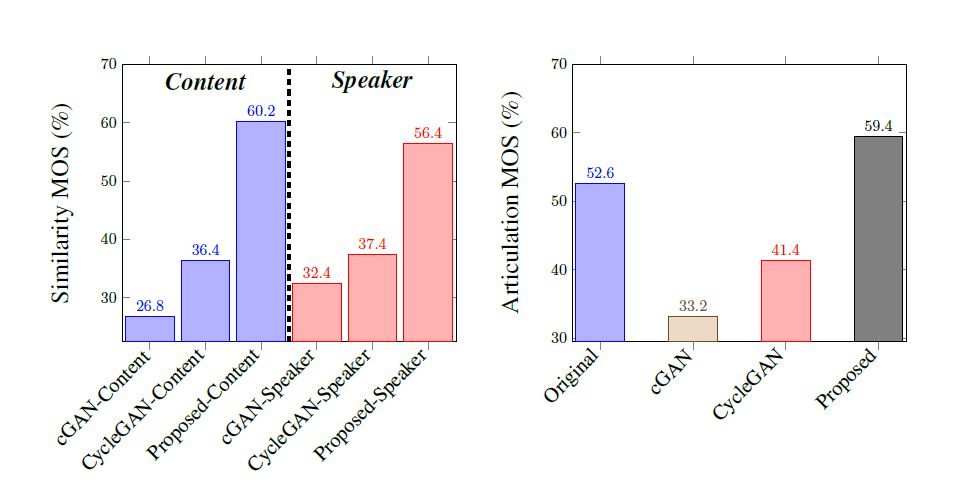 Similarity MOS (%)
70
60
50
40
30
Content
Speaker
26.8
36.4
60.2
32.4
37.4
56.4
cGAN-Content
CycleGAN-Content
Proposed-Content
cGAN-Speaker
CycleGAN-Speaker
Proposed-Speaker
Articulation MOS (%)
70
60
50
40
30
52.6
33.2
41.4
59.4
Original
cGAN
CycleGAN
Proposed